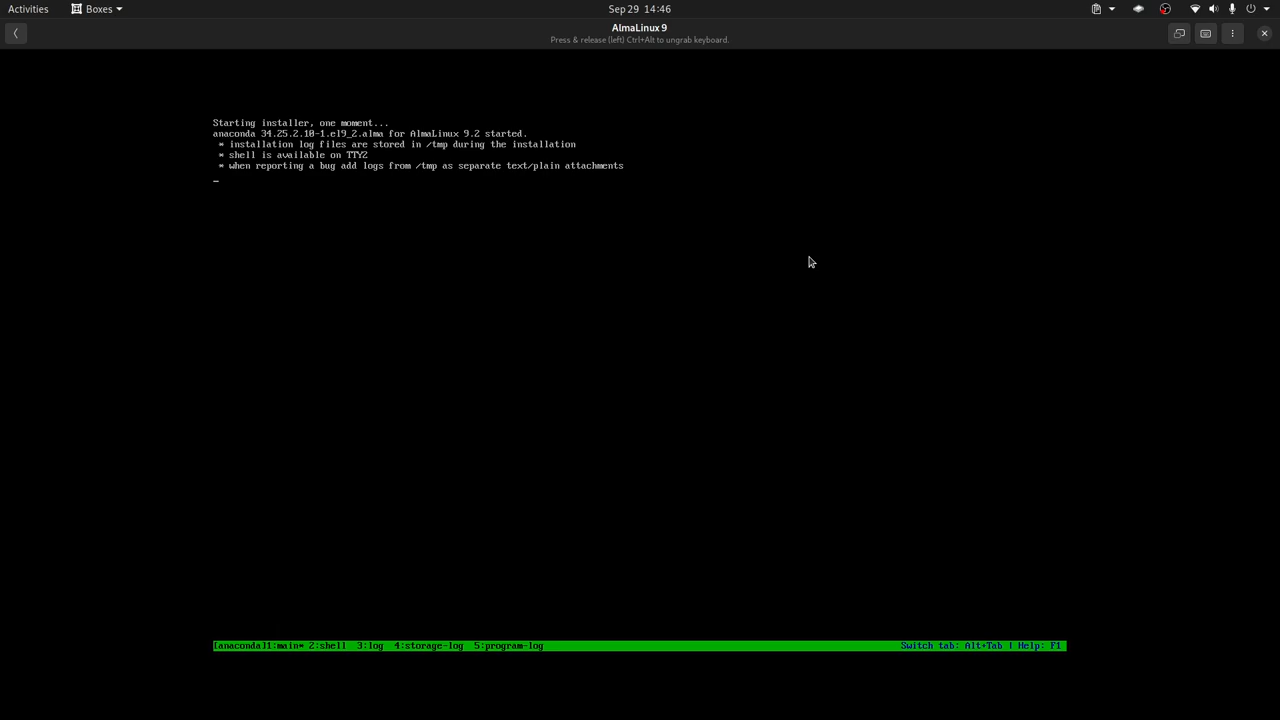 Activities
Boxes
Sep 29 14:46
AlmaLinux 9
Press & release (left) Ctrl+Alt to ungrab keyboard.
Starting installer, one moment...
anaconda 34.25.2.10-1.el9_2.alma for AlmaLinux 9.2 started.
* installation log files are stored in /tmp during the installation
* shell is available on TTY2
* when reporting a bug add logs from /tmp as separate text/plain attachments
_
[anaconda]1:main* 2:shell 3:log 4:storage-log 5:program-log
Switch tab: Alt+Tab | Help: F1